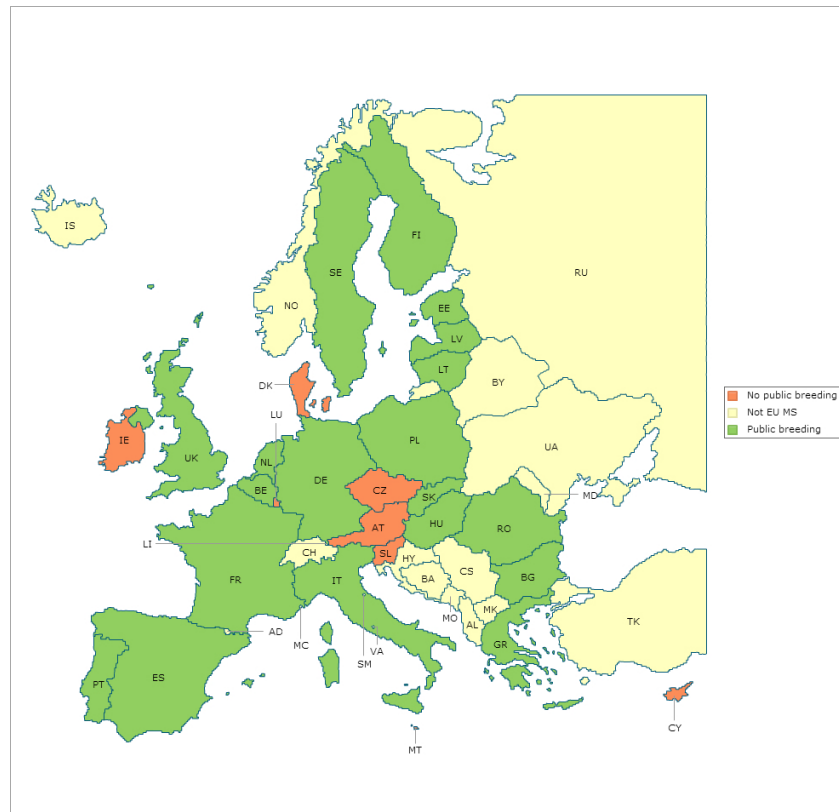 IS
FI
SE
RU
NO
EE
LV
LT
BY
DK
LU
No public breeding
Not EU MS
Public breeding
IE
UK
NL
PL
UA
BE
DE
CZ
SK
MD
AT
HU
RO
LI
CH
SL
HY
FR
IT
BA
CS
BG
MK
MO
AL
TK
AD
MC
VA
SM
GR
PT
ES
CY
MT